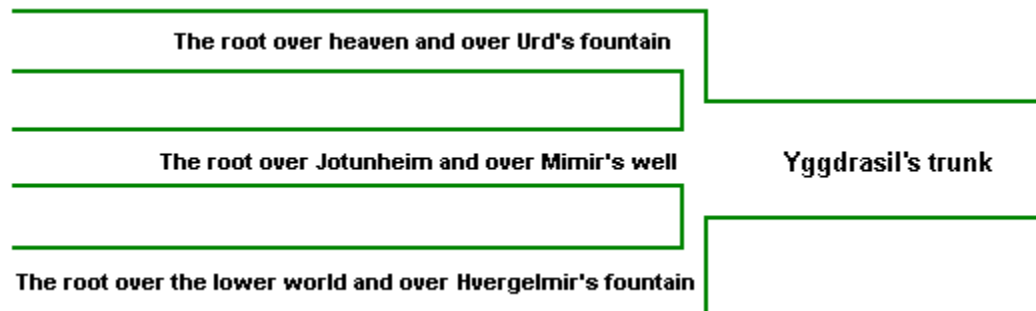 The root over heaven and over Urd's fountain
The root over Jotunheim and over Mimir's well
Yggdrasil's trunk
The root over the lower world and over Hvergelmir's fountain